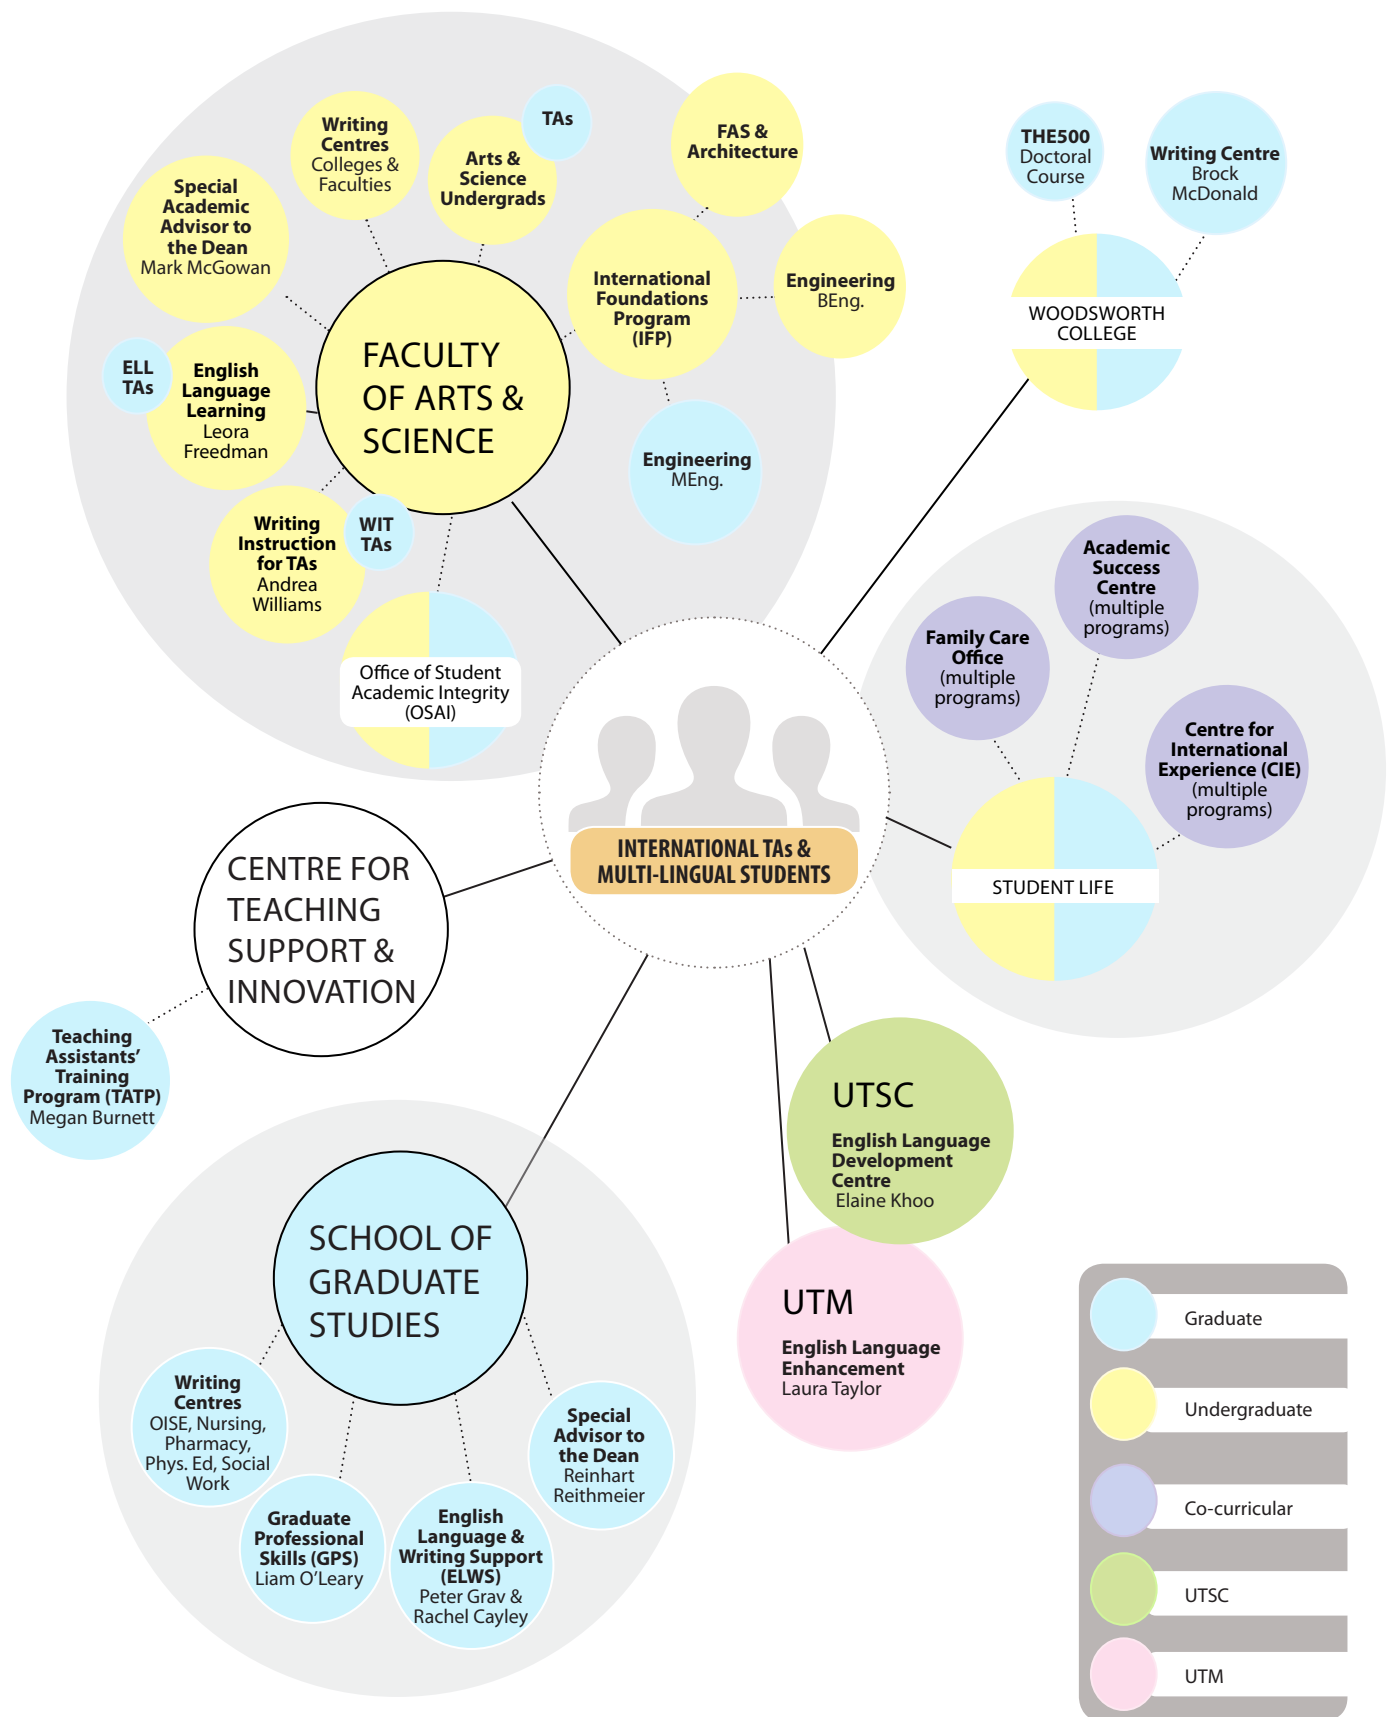 TAs
Writing
Centres
Colleges &
Faculties
Arts &
Science
Undergrads
FAS &
Architecture
THE500
Doctoral
Course
Writing Centre
Brock
McDonald
Special
Academic
Advisor to
the Dean
Mark McGowan
International
Foundations
Program
(IFP)
Engineering
BEng.
WOODSWORTH
COLLEGE
FACULTY
OF ARTS &
SCIENCE
ELL
TAs
English
Language
Learning
Leora
Freedman
Engineering
MEng.
Writing
Instruction
for TAs
Andrea
Williams
WIT
TAs
Office of Student
Academic Integrity
(OSAI)
Academic
Success
Centre
(multiple
programs)
Family Care
Office
(multiple
programs)
Centre for
International
Experience (CIE)
(multiple
programs)
STUDENT LIFE
INTERNATIONAL TAs &
MULTI-LINGUAL STUDENTS
CENTRE FOR
TEACHING
SUPPORT &
INNOVATION
Teaching
Assistants’
Training
Program (TATP)
Megan Burnett
UTSC
English Language
Development
Centre
Elaine Khoo
UTM
English Language
Enhancement
Laura Taylor
SCHOOL OF
GRADUATE
STUDIES
Writing
Centres
OISE, Nursing,
Pharmacy,
Phys. Ed, Social
Work
Graduate
Professional
Skills (GPS)
Liam O’Leary
English
Language &
Writing Support
(ELWS)
Peter Grav &
Rachel Cayley
Special
Advisor to
the Dean
Reinhart
Reithmeier
Graduate
Undergraduate
Co-curricular
UTSC
UTM